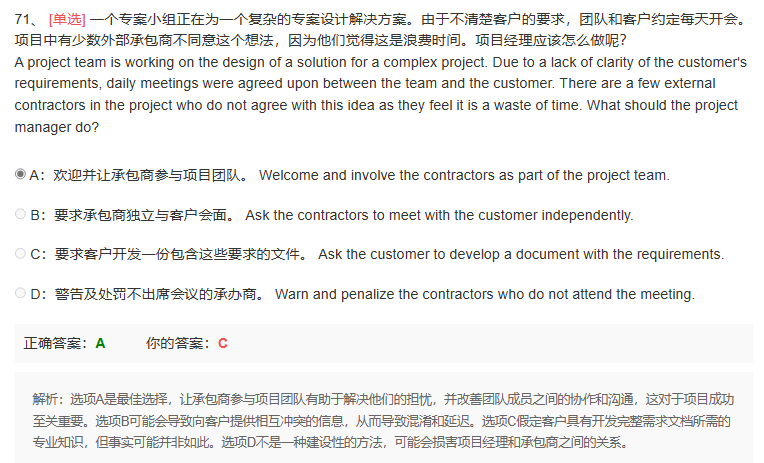 71、 [单选] 一个专案小组正在为一个复杂的专案设计解决方案。由于不清楚客户的要求，团队和客户约定每天开会。
项目中有少数外部承包商不同意这个想法，因为他们觉得这是浪费时间。项目经理应该怎么做呢？
A project team is working on the design of a solution for a complex project. Due to a lack of clarity of the customer's
requirements, daily meetings were agreed upon between the team and the customer. There are a few external
contractors in the project who do not agree with this idea as they feel it is a waste of time. What should the project
manager do?
A： 欢迎并让承包商参与项目团队。 Welcome and involve the contractors as part of the project team.
B： 要求承包商独立与客户会面。 Ask the contractors to meet with the customer independently.
C： 要求客户开发一份包含这些要求的文件。 Ask the customer to develop a document with the requirements.
D： 警告及处罚不出席会议的承办商。 Warn and penalize the contractors who do not attend the meeting.
正确答案：A 你的答案：C
解析：选项A是最佳选择，让承包商参与项目团队有助于解决他们的担忧，并改善团队成员之间的协作和沟通，这对于项目成功
至关重要。选项B可能会导致向客户提供相互冲突的信息，从而导致混淆和延迟。选项C假定客户具有开发完整需求文档所需的
专业知识，但事实可能并非如此。选项D不是一种建设性的方法，可能会损害项目经理和承包商之间的关系。